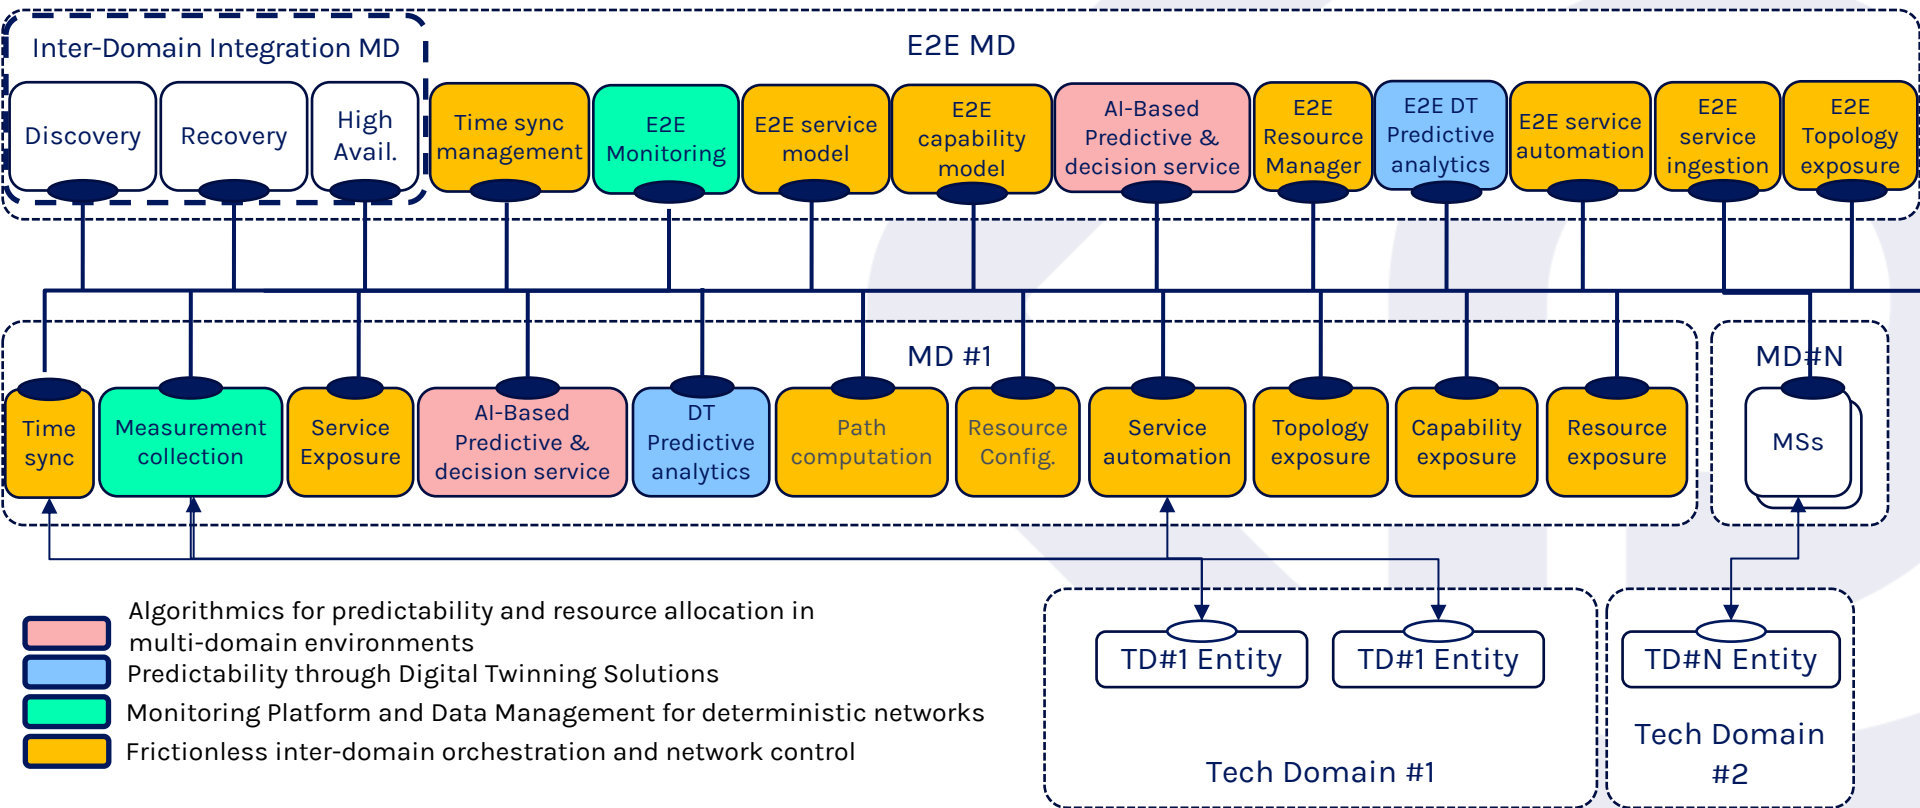 Inter-Domain Integration MD
E2E MD
Discovery
Recovery
High
Avail.
Time sync
management
E2E
Monitoring
E2E service
model
E2E
capability
model
AI-Based
Predictive &
decision service
E2E
Resource
Manager
E2E DT
Predictive
analytics
E2E service
automation
E2E
service
ingestion
E2E
Topology
exposure
MD #1
MD#N
Time
sync
Measurement
collection
Service
Exposure
AI-Based
Predictive &
decision service
DT
Predictive
analytics
Path
computation
Resource
Config.
Service
automation
Topology
exposure
Capability
exposure
Resource
exposure
MSs
Algorithmics for predictability and resource allocation in
multi-domain environments
Predictability through Digital Twinning Solutions
Monitoring Platform and Data Management for deterministic networks
Frictionless inter-domain orchestration and network control
TD#1 Entity
TD#1 Entity
Tech Domain #1
TD#N Entity
Tech Domain
#2